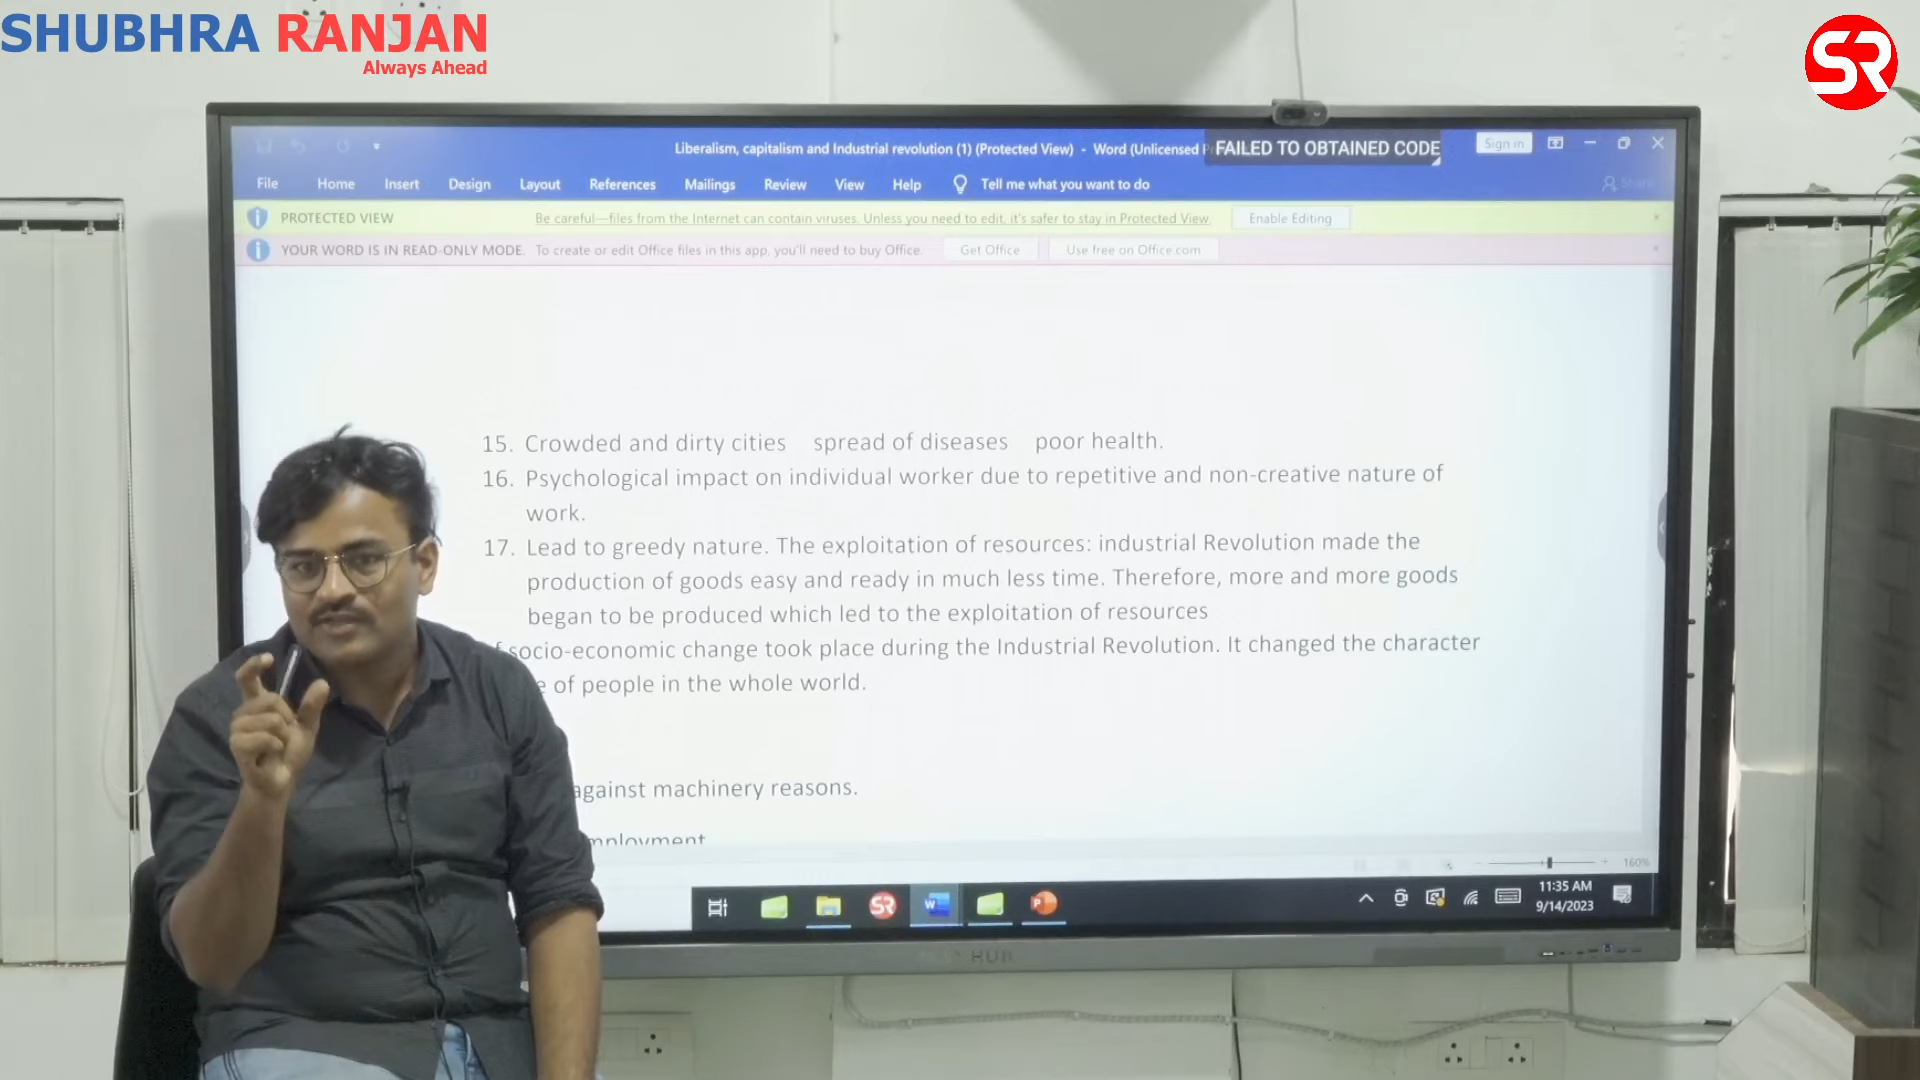 SHUBHRA RANJAN
Always Ahead
SR
Liberalism, capitalism and Industrial revolution (1) (Protected View) - Word (Unlicensed P
FAILED TO OBTAINED CODE
Sign in
File Home Insert Design Layout References Mailings Review View Help Tell me what you want to do
Share
PROTECTED VIEW Be careful—files from the Internet can contain viruses. Unless you need to edit, it's safer to stay in Protected View. Enable Editing
YOUR WORD IS IN READ-ONLY MODE. To create or edit Office files in this app, you'll need to buy Office. Get Office Use free on Office.com
15. Crowded and dirty cities spread of diseases poor health.
16. Psychological impact on individual worker due to repetitive and non-creative nature of
work.
17. Lead to greedy nature. The exploitation of resources: industrial Revolution made the
production of goods easy and ready in much less time. Therefore, more and more goods
began to be produced which led to the exploitation of resources
f socio-economic change took place during the Industrial Revolution. It changed the character
e of people in the whole world.
against machinery reasons.
mployment
160%
SR
W
P
11:35 AM
9/14/2023
HUB